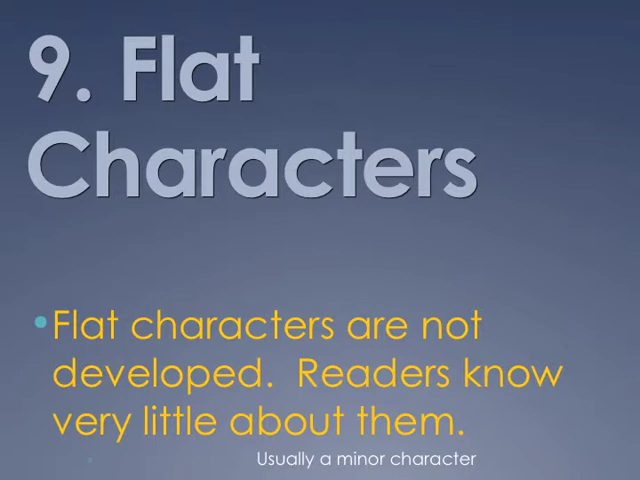 9. Flat
Characters
•Flat characters are not
developed.  Readers know
very little about them.
Usually a minor character